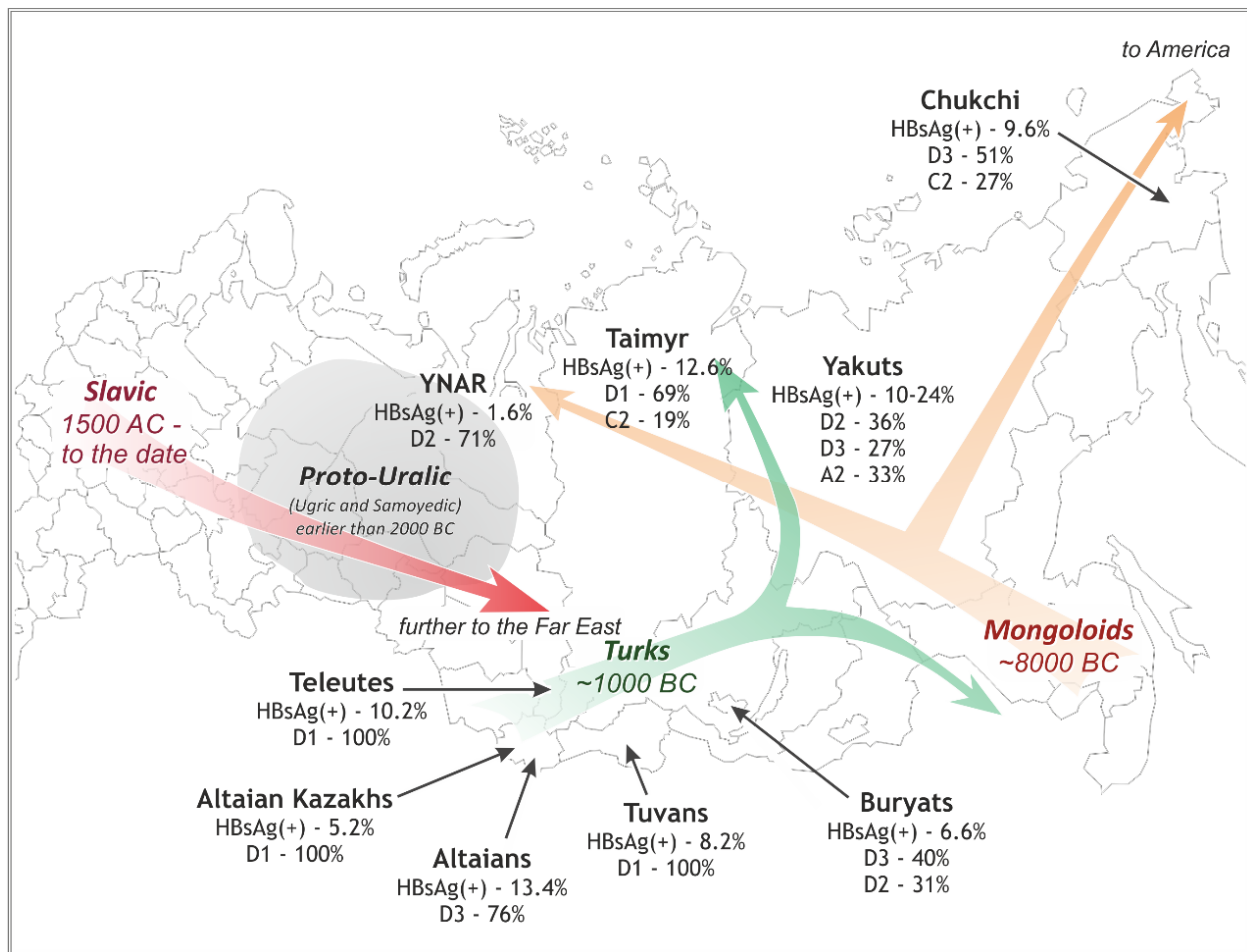 to America
Chukchi
HBsAg(+) - 9.6%
D3 - 51%
C2 - 27%
Taimyr
HBsAg(+) - 12.6%
D1 - 69%
C2 - 19%
Yakuts
HBsAg(+) - 10-24%
D2 - 36%
D3 - 27%
A2 - 33%
YNAR
HBsAg(+) - 1.6%
D2 - 71%
Slavic
1500 AC -
to the date
Proto-Uralic
(Ugric and Samoyedic)
earlier than 2000 BC
further to the Far East
Turks
~1000 BC
Mongoloids
~8000 BC
Teleutes
HBsAg(+) - 10.2%
D1 - 100%
Altaian Kazakhs
HBsAg(+) - 5.2%
D1 - 100%
Altaians
HBsAg(+) - 13.4%
D3 - 76%
Tuvans
HBsAg(+) - 8.2%
D1 - 100%
Buryats
HBsAg(+) - 6.6%
D3 - 40%
D2 - 31%